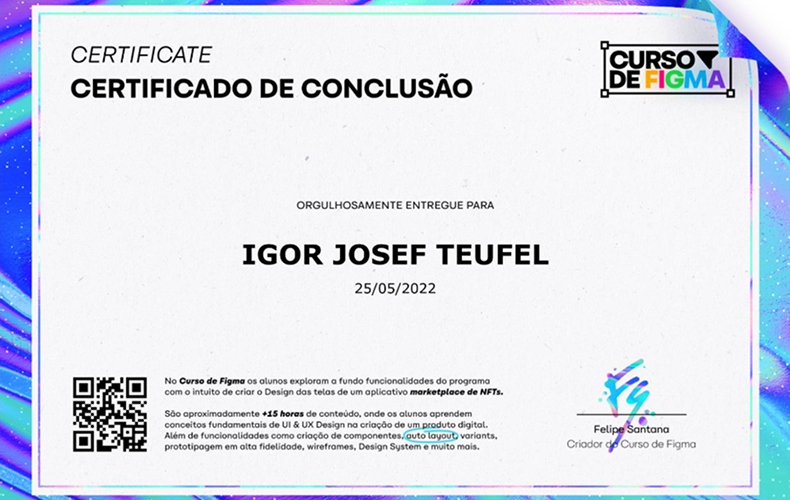 CERTIFICATE
CERTIFICADO DE CONCLUSÃO
CURSO
DE FIGMA
ORGULHOSAMENTE ENTREGUE PARA
IGOR JOSEF TEUFEL
25/05/2022
No Curso de Figma os alunos exploram a fundo funcionalidades do programa
com o intuito de criar o Design das telas de um aplicativo marketplace de NFTs.
São aproximadamente +15 horas de conteúdo, onde os alunos aprendem
conceitos fundamentais de UI & UX Design na criação de um produto digital.
Além de funcionalidades como criação de componentes, auto layout, variants,
prototipagem em alta fidelidade, wireframes, Design System e muito mais.
Fg
Felipe Santana
Criador do Curso de Figma